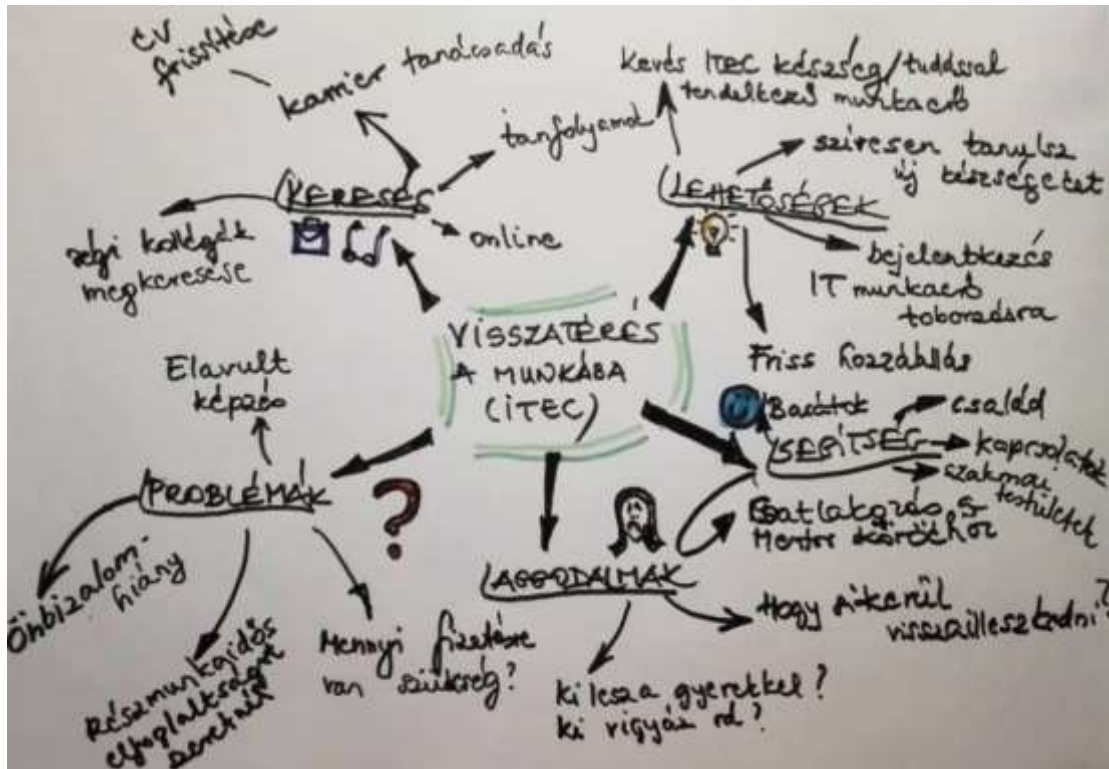 CV
frissítése
karrier tanácsadás
tanfolyamok
KERESÉS
online
régi kollégák
megkeresése
Kevés ITEC készség/tudással
rendelkező munkaerő
szívesen tanulsz
új készségeket
LEHETŐSÉGEK
bejelentkezés
IT munkaerő
toborzásra
Friss hozzáállás
VISSZATÉRÉS
A MUNKÁBA
(ITEC)
Barátok
család
SEGÍTSÉG
kapcsolatok
szakmai
testületek
Csatlakozás
Mentor körökhöz
Elavult
képzés
PROBLÉMÁK
?
Önbizalom-
hiány
Részmunkaidős
elfoglaltságot
szeretnék
Mennyi fizetésre
van szükség?
AGGODALMAK
Hogy sikerül
visszailleszkedni?
Ki lesz a gyerekkel?
Ki vigyáz rá?